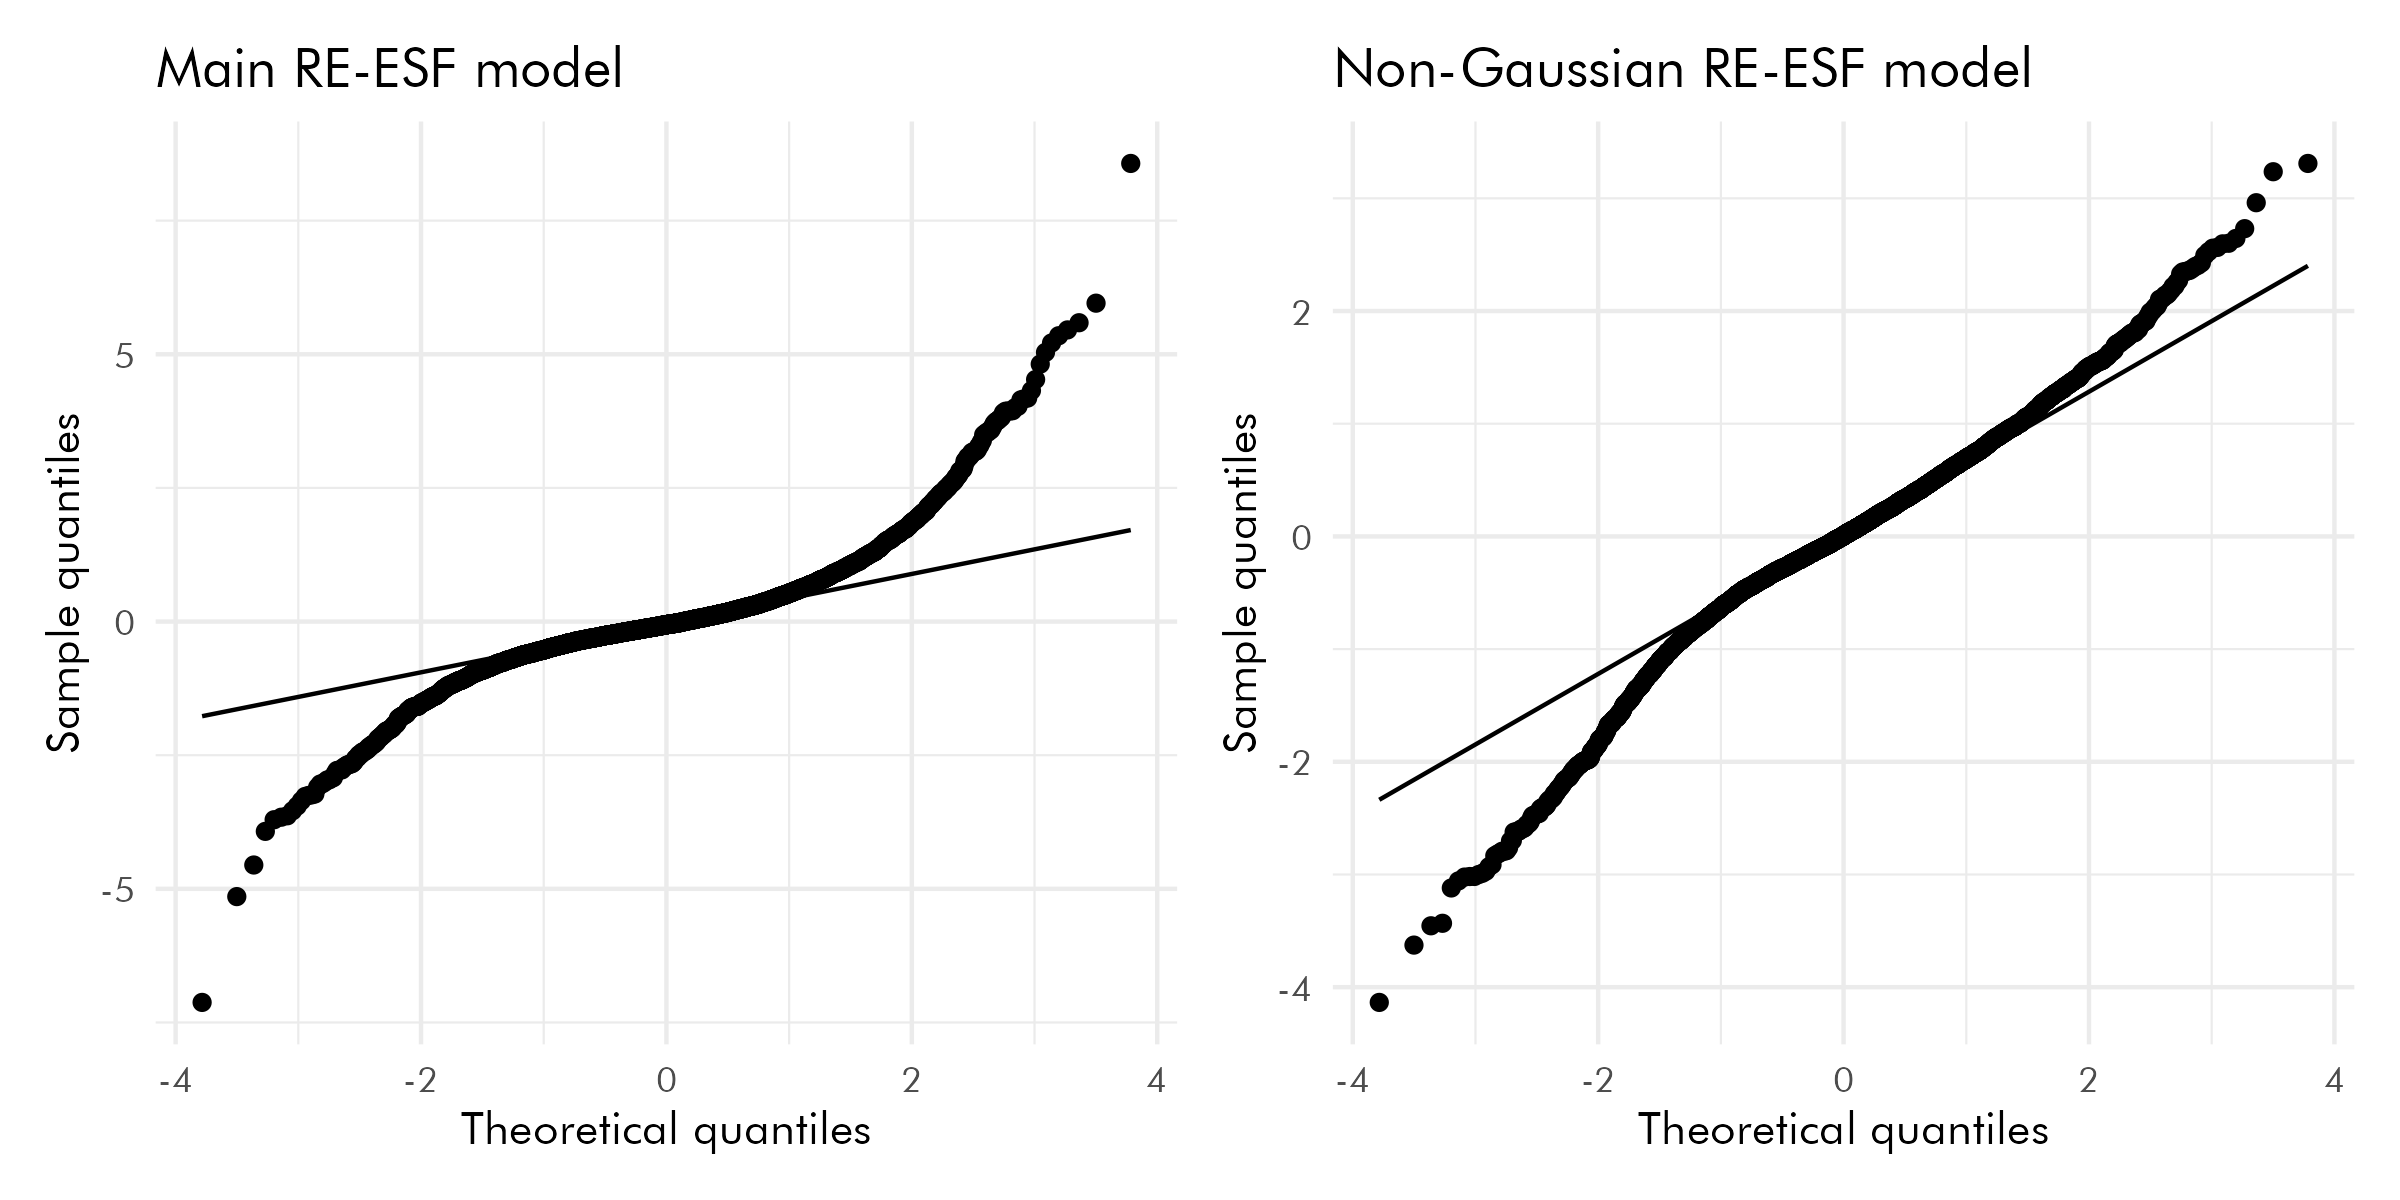 Main RE-ESF model
Sample quantiles
5
0
-5
-4 -2 0 2 4
Theoretical quantiles
Non-Gaussian RE-ESF model
Sample quantiles
2
0
-2
-4
-4 -2 0 2 4
Theoretical quantiles